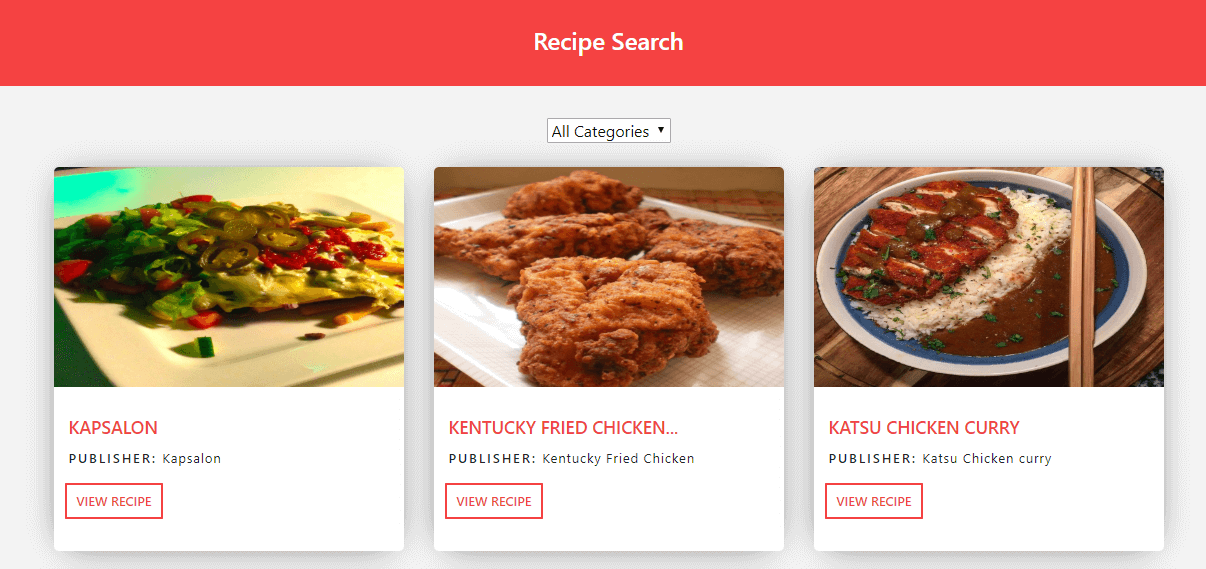 Recipe Search
All Categories
KAPSALON
PUBLISHER: Kapsalon
VIEW RECIPE
KENTUCKY FRIED CHICKEN...
PUBLISHER: Kentucky Fried Chicken
VIEW RECIPE
KATSU CHICKEN CURRY
PUBLISHER: Katsu Chicken curry
VIEW RECIPE